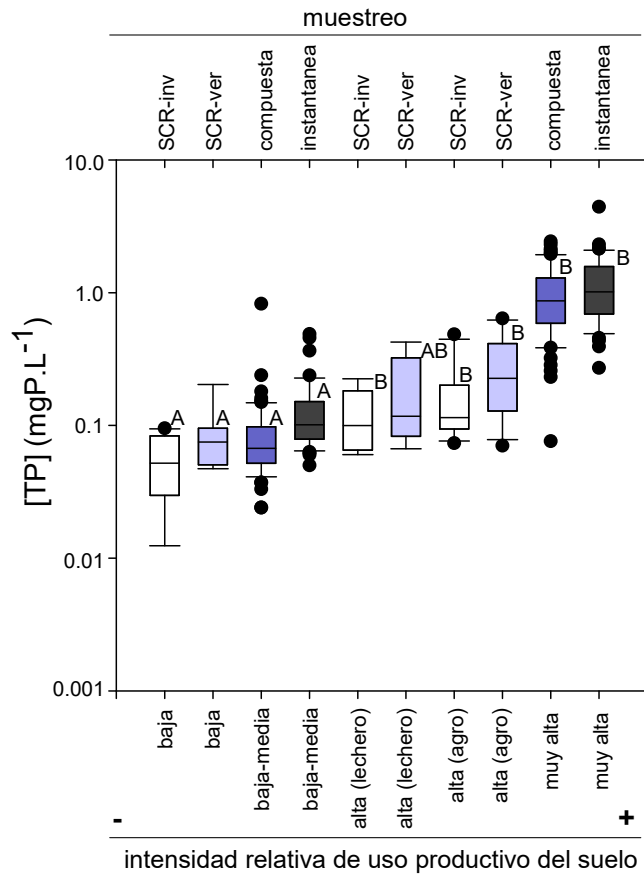 muestreo
SCR-inv
SCR-ver
compuesta
instantanea
SCR-inv
SCR-ver
SCR-inv
SCR-ver
compuesta
instantanea
[TP] (mgP.L⁻¹)
10.0
1.0
0.1
0.01
0.001
A
A
A
A
B
AB
B
B
B
B
baja
baja
baja-media
baja-media
alta (lechero)
alta (lechero)
alta (agro)
alta (agro)
muy alta
muy alta
-
+
intensidad relativa de uso productivo del suelo